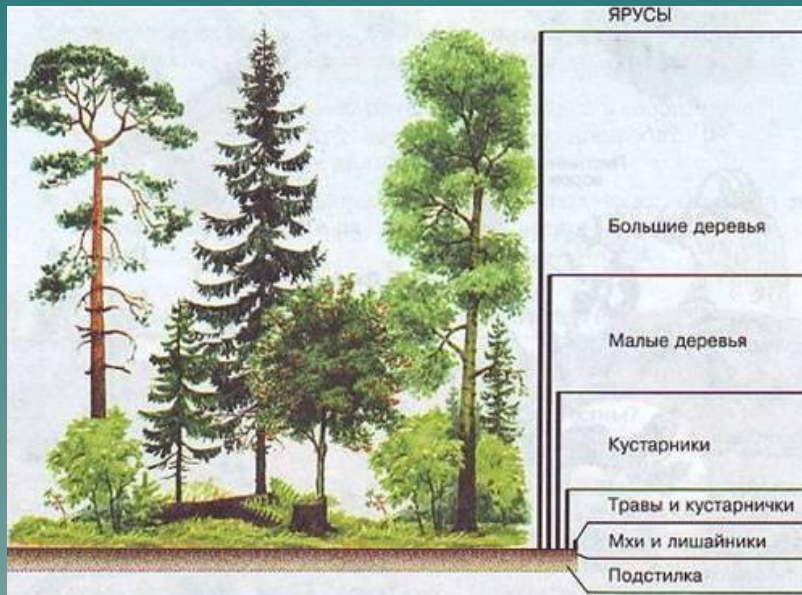 ЯРУСЫ
Большие деревья
Малые деревья
Кустарники
Травы и кустарнички
Мхи и лишайники
Подстилка